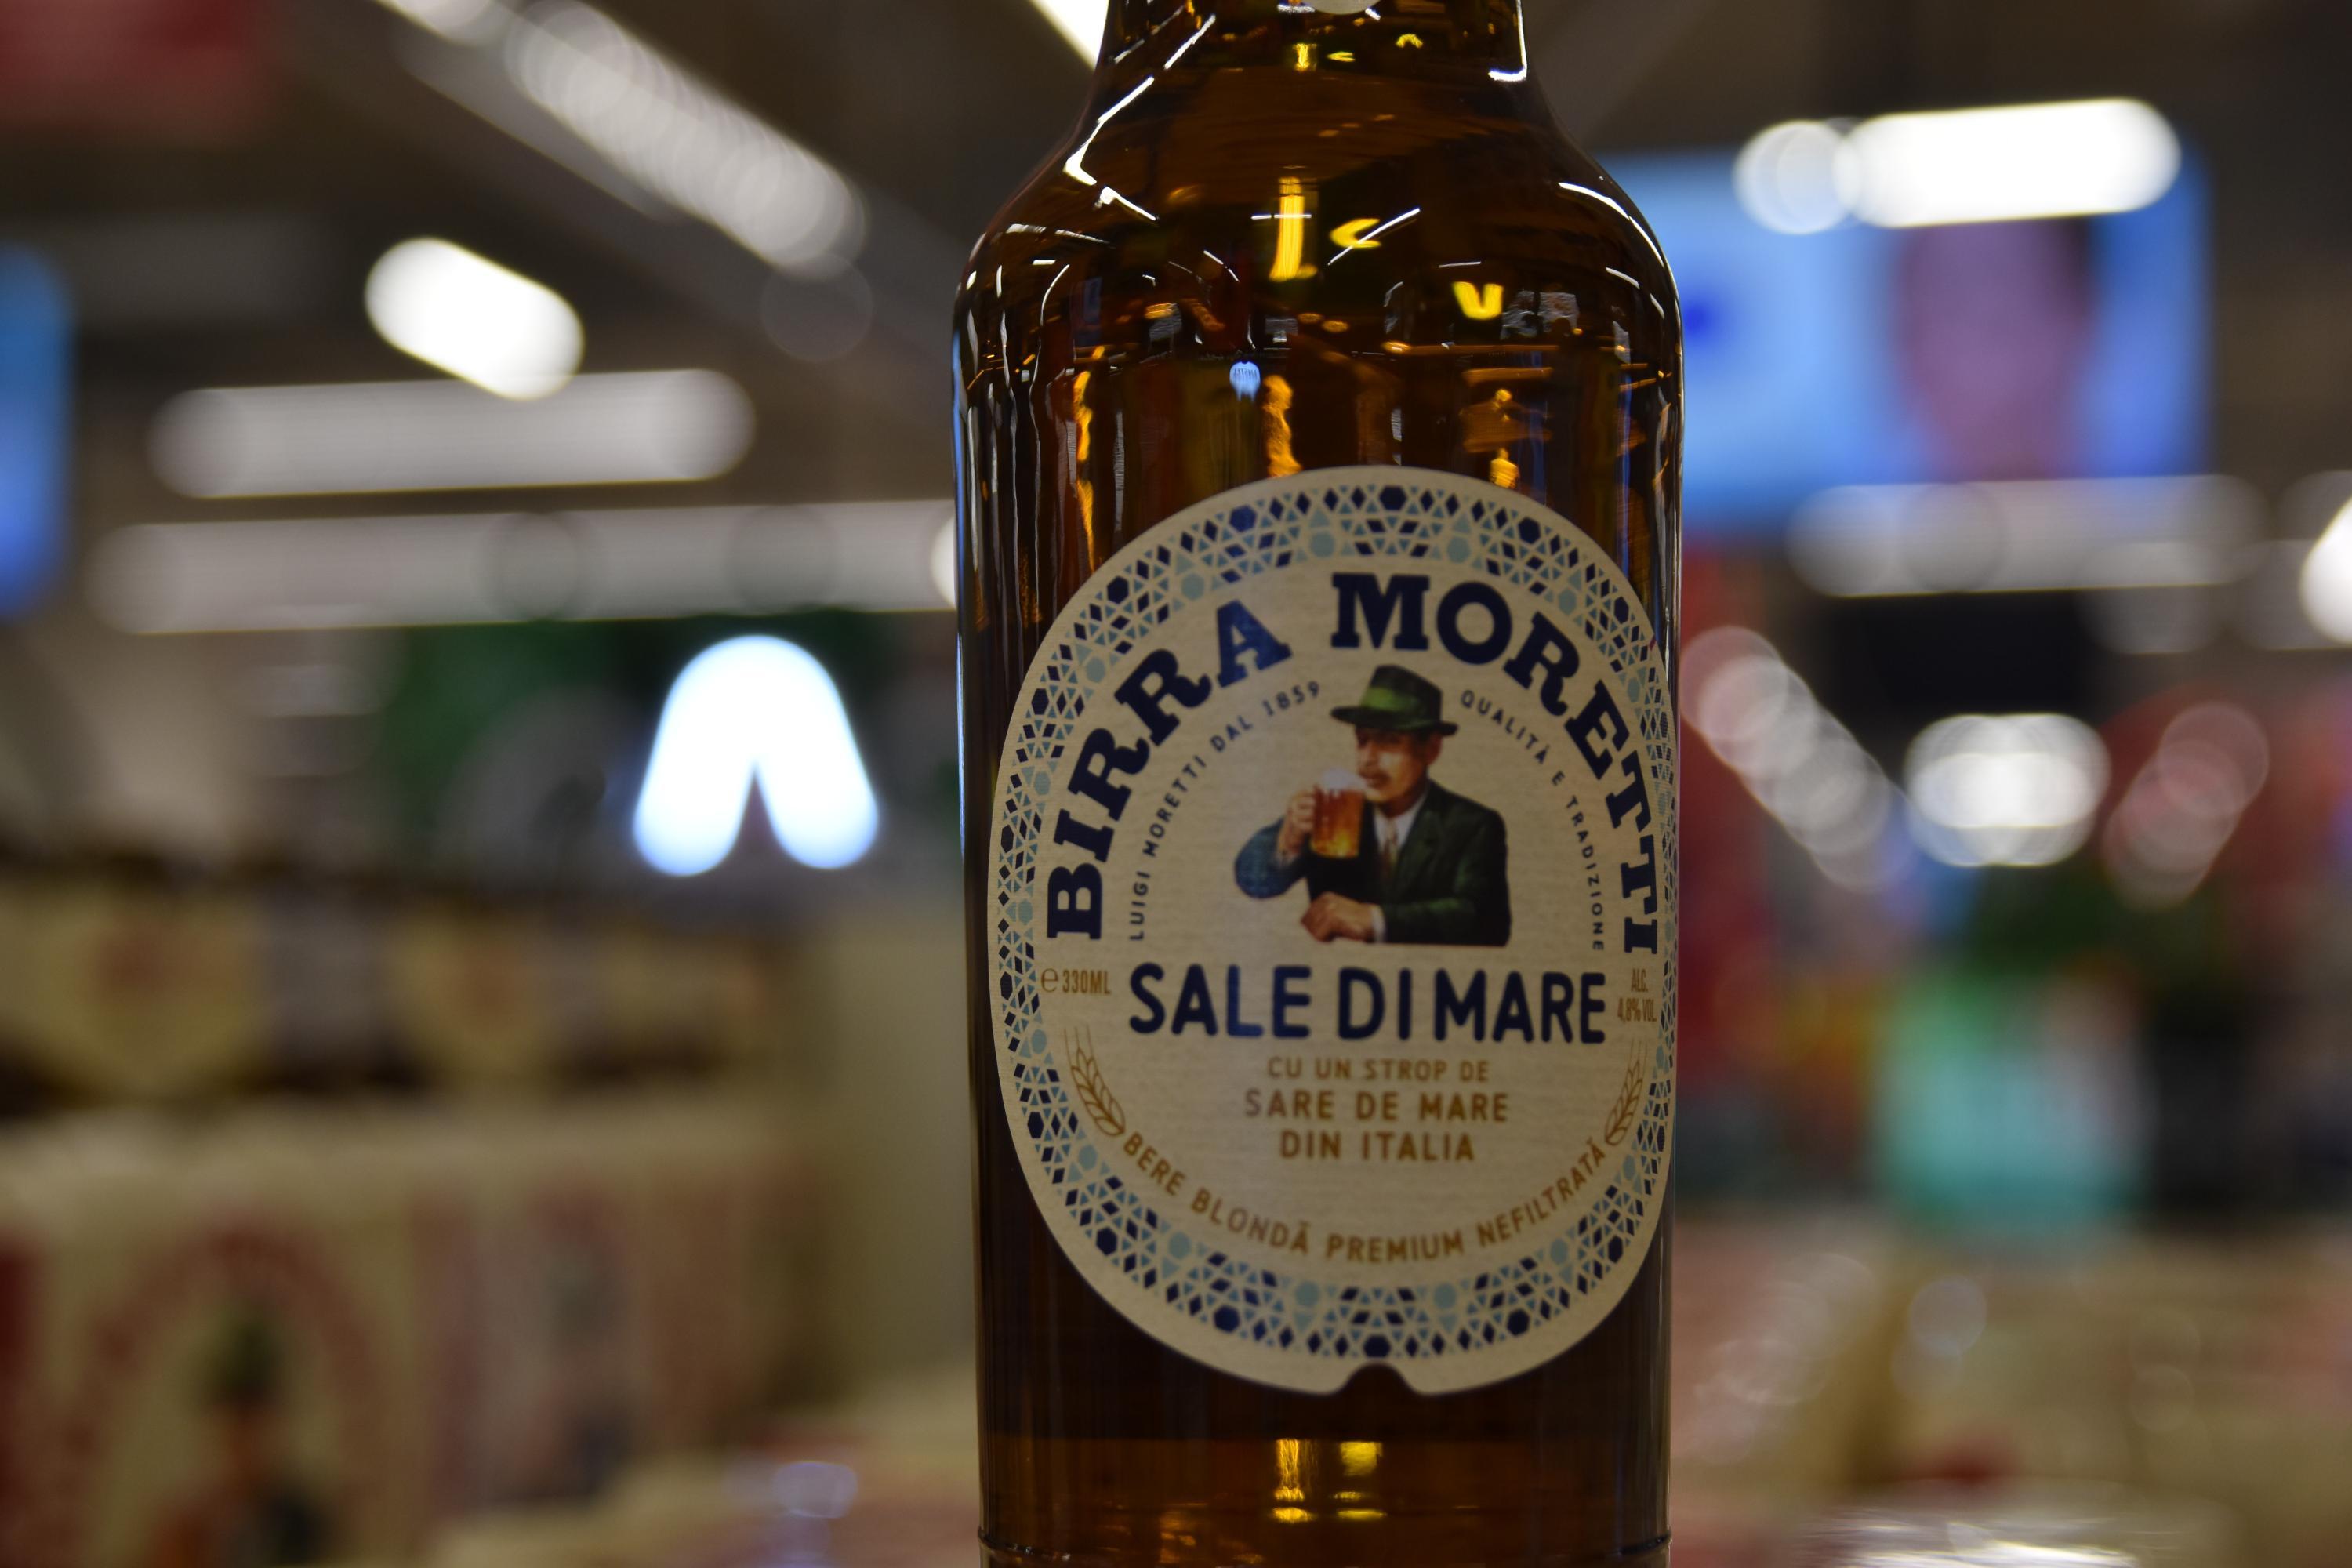 BIRRA MORETTI
LUIGI MORETTI DAL 1859
QUALITÀ E TRADIZIONE
℮ 330ML
SALE DI MARE
ALC.
4,8% VOL.
CU UN STROP DE
SARE DE MARE
DIN ITALIA
BERE BLONDĂ PREMIUM NEFILTRATĂ